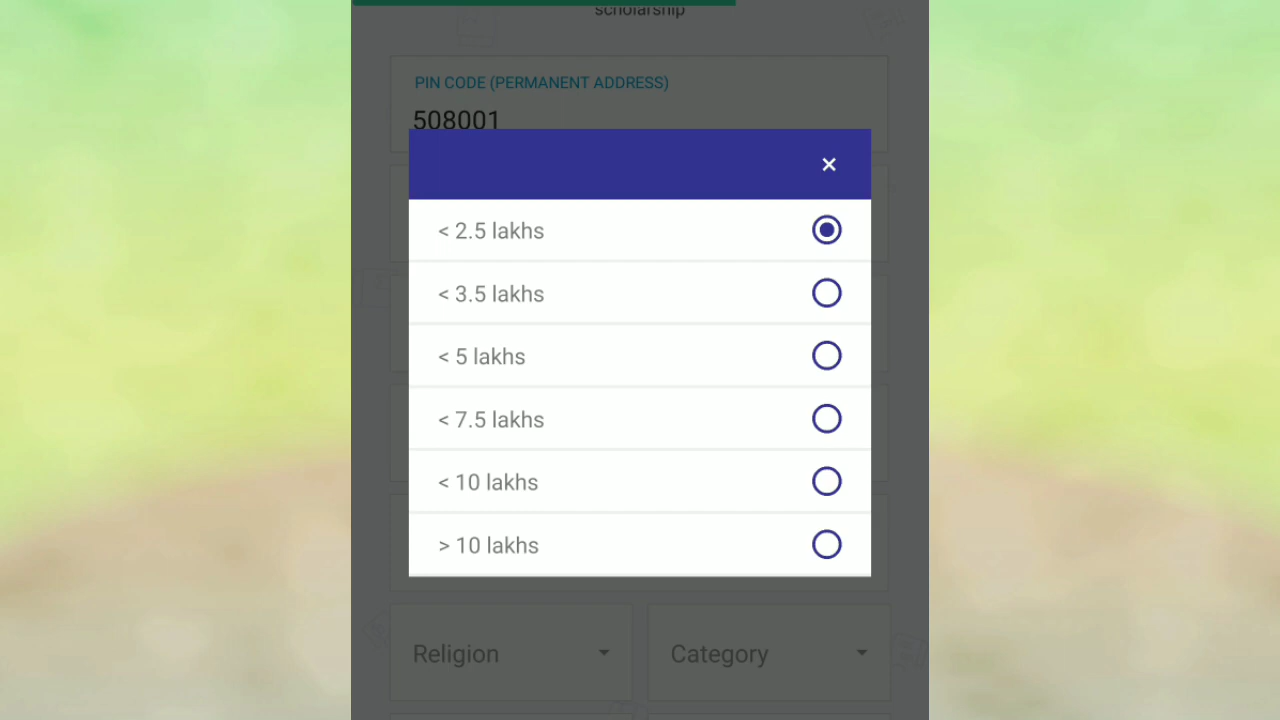 scholarship
PIN CODE (PERMANENT ADDRESS)
508001
×
< 2.5 lakhs
< 3.5 lakhs
< 5 lakhs
< 7.5 lakhs
< 10 lakhs
> 10 lakhs
Religion
Category